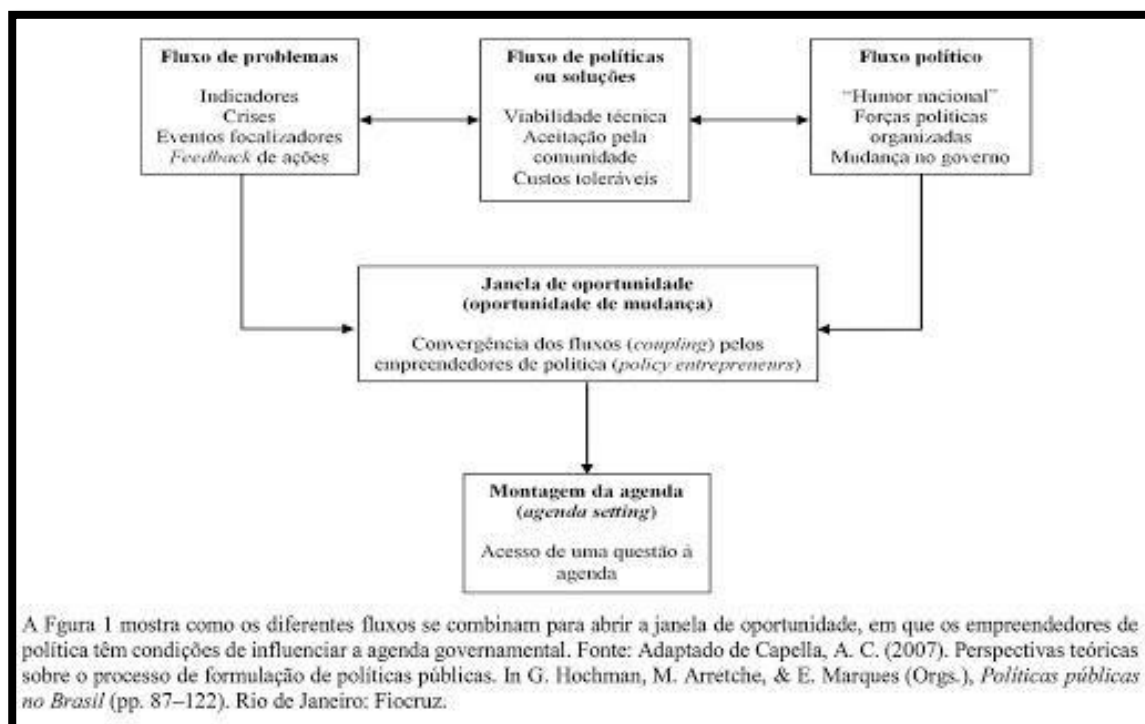 Fluxo de problemas
Indicadores
Crises
Eventos focalizadores
Feedback de ações
Fluxo de políticas
ou soluções
Viabilidade técnica
Aceitação pela
comunidade
Custos toleráveis
Fluxo político
“Humor nacional”
Forças políticas
organizadas
Mudança no governo
Janela de oportunidade
(oportunidade de mudança)
Convergência dos fluxos (coupling) pelos
empreendedores de política (policy entrepreneurs)
Montagem da agenda
(agenda setting)
Acesso de uma questão à
agenda
A Fgura 1 mostra como os diferentes fluxos se combinam para abrir a janela de oportunidade, em que os empreendedores de
política têm condições de influenciar a agenda governamental. Fonte: Adaptado de Capella, A. C. (2007). Perspectivas teóricas
sobre o processo de formulação de políticas públicas. In G. Hochman, M. Arretche, & E. Marques (Orgs.), Políticas públicas
no Brasil (pp. 87–122). Rio de Janeiro: Fiocruz.